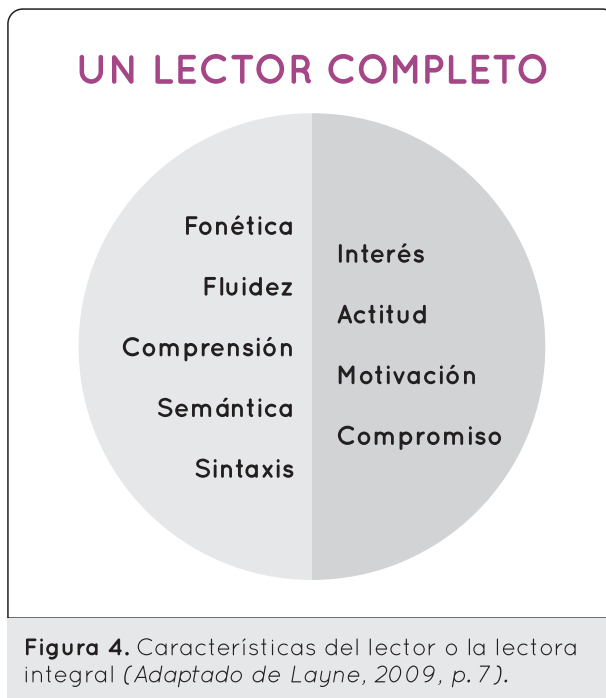 UN LECTOR COMPLETO
Fonética
Fluidez
Comprensión
Semántica
Sintaxis
Interés
Actitud
Motivación
Compromiso
Figura 4. Características del lector o la lectora
integral (Adaptado de Layne, 2009, p. 7).